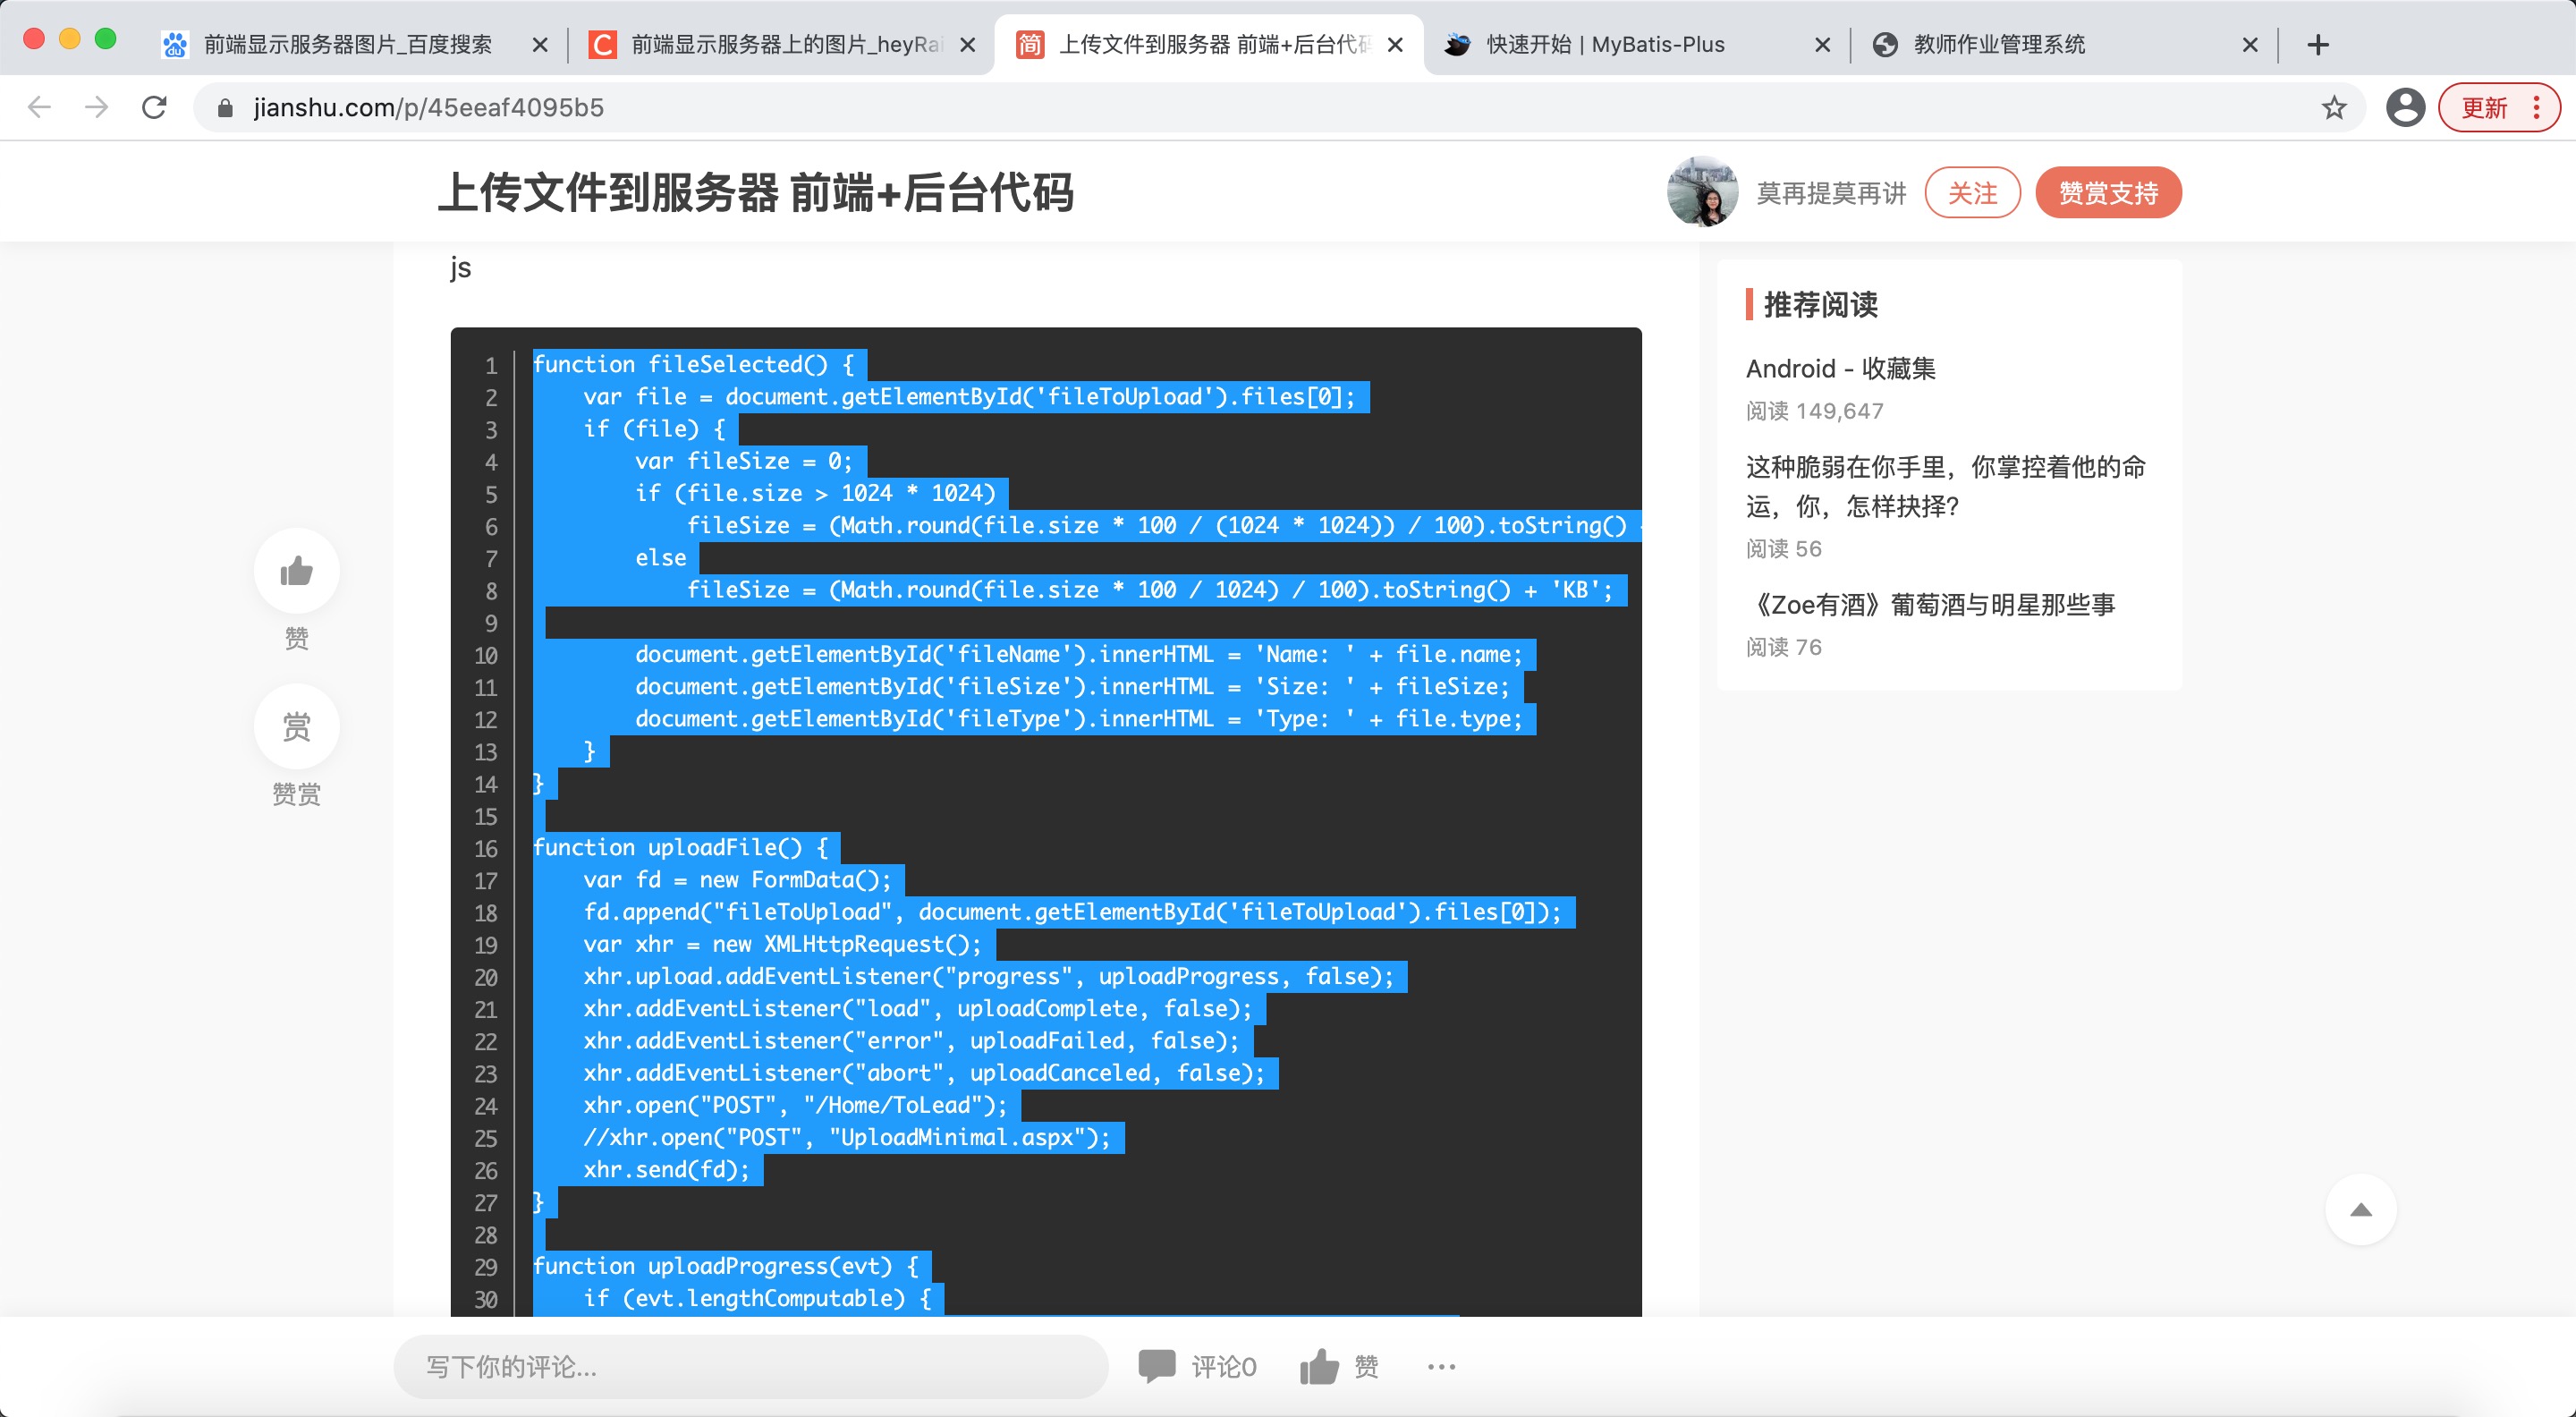 前端显示服务器图片_百度搜索
前端显示服务器上的图片_heyRai
上传文件到服务器 前端+后台代码
快速开始 | MyBatis-Plus
教师作业管理系统
jianshu.com/p/45eeaf4095b5
更新
上传文件到服务器 前端+后台代码
莫再提莫再讲
关注
赞赏支持
js
1 function fileSelected() {
2     var file = document.getElementById('fileToUpload').files[0];
3     if (file) {
4         var fileSize = 0;
5         if (file.size > 1024 * 1024)
6             fileSize = (Math.round(file.size * 100 / (1024 * 1024)) / 100).toString()
7         else
8             fileSize = (Math.round(file.size * 100 / 1024) / 100).toString() + 'KB';
9
10         document.getElementById('fileName').innerHTML = 'Name: ' + file.name;
11         document.getElementById('fileSize').innerHTML = 'Size: ' + fileSize;
12         document.getElementById('fileType').innerHTML = 'Type: ' + file.type;
13     }
14 }
15
16 function uploadFile() {
17     var fd = new FormData();
18     fd.append("fileToUpload", document.getElementById('fileToUpload').files[0]);
19     var xhr = new XMLHttpRequest();
20     xhr.upload.addEventListener("progress", uploadProgress, false);
21     xhr.addEventListener("load", uploadComplete, false);
22     xhr.addEventListener("error", uploadFailed, false);
23     xhr.addEventListener("abort", uploadCanceled, false);
24     xhr.open("POST", "/Home/ToLead");
25     //xhr.open("POST", "UploadMinimal.aspx");
26     xhr.send(fd);
27 }
28
29 function uploadProgress(evt) {
30     if (evt.lengthComputable) {
赞
赏
赞赏
推荐阅读
Android - 收藏集
阅读 149,647
这种脆弱在你手里，你掌控着他的命
运，你，怎样抉择?
阅读 56
《Zoe有酒》葡萄酒与明星那些事
阅读 76
写下你的评论...
评论0
赞